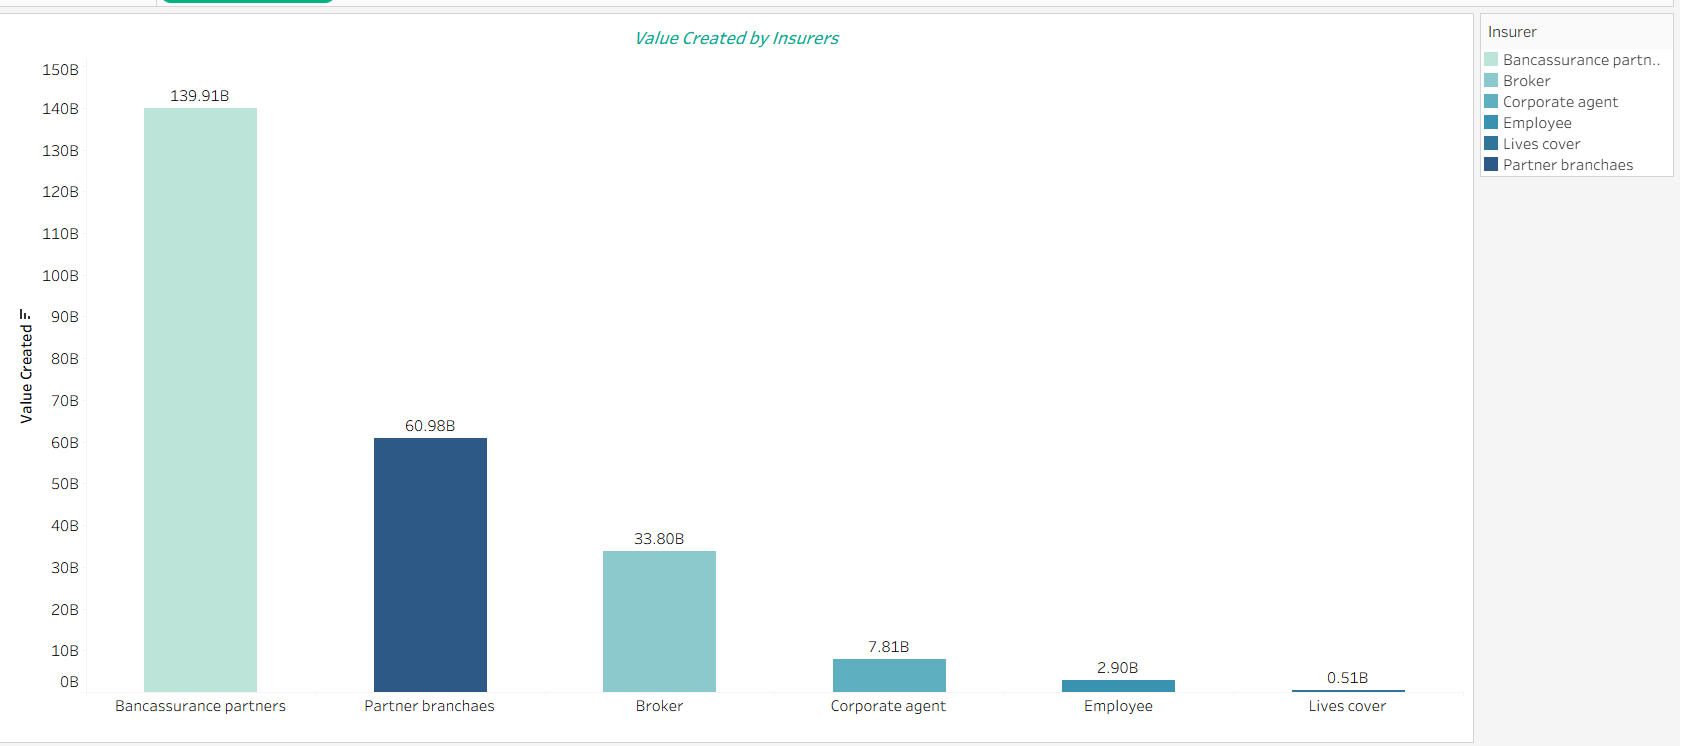 Value Created by Insurers
Insurer
Bancassurance partn..
Broker
Corporate agent
Employee
Lives cover
Partner branchaes
Value Created
150B
140B
130B
120B
110B
100B
90B
80B
70B
60B
50B
40B
30B
20B
10B
0B
139.91B
60.98B
33.80B
7.81B
2.90B
0.51B
Bancassurance partners
Partner branchaes
Broker
Corporate agent
Employee
Lives cover